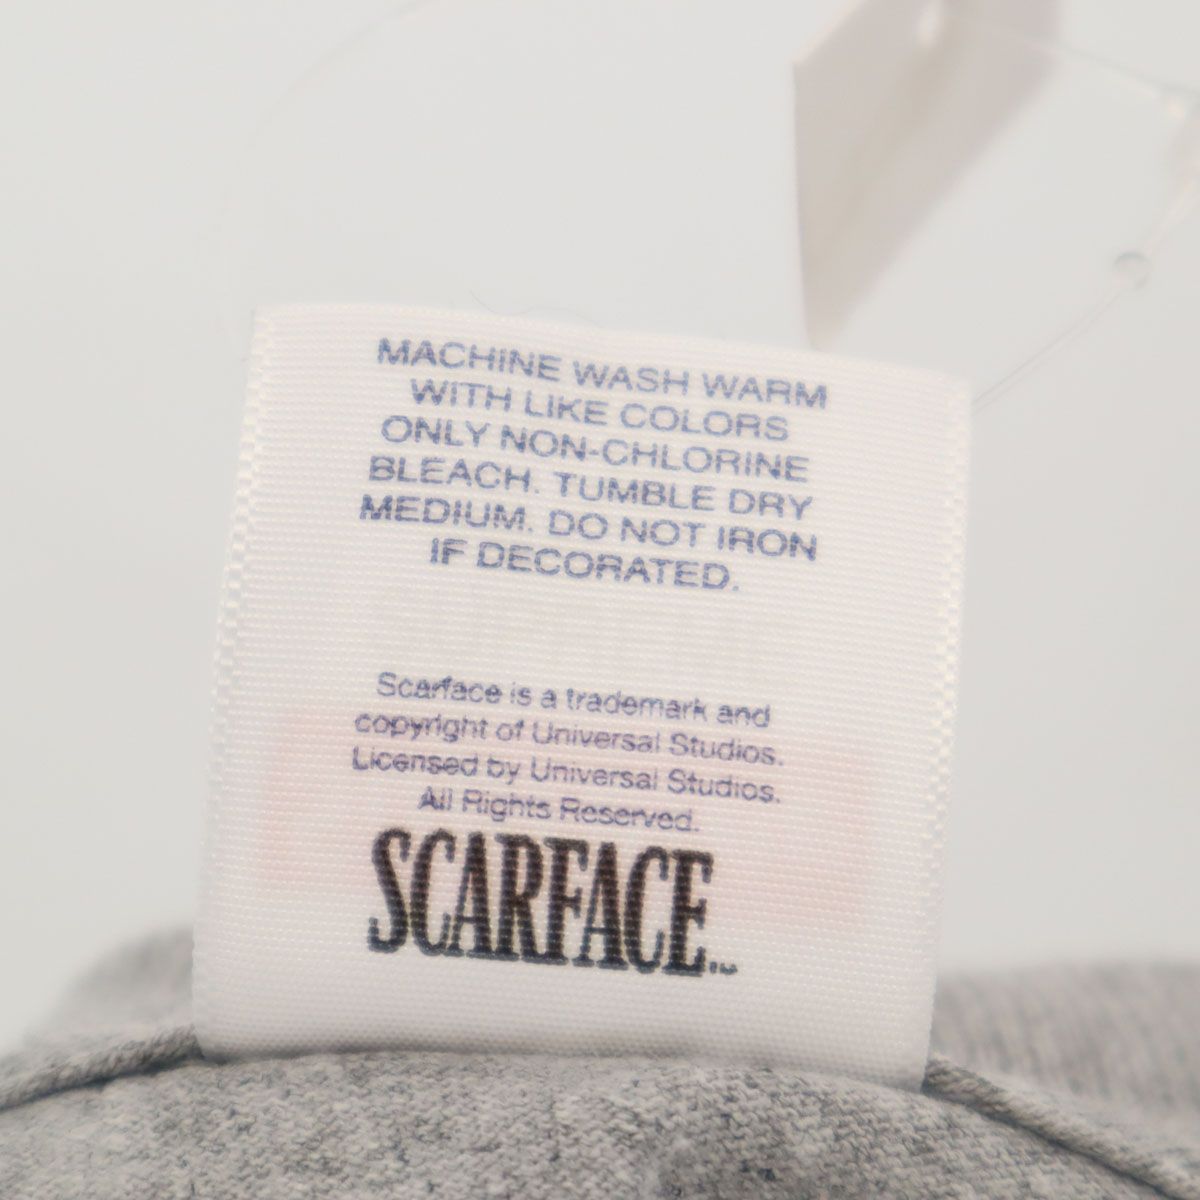 MACHINE WASH WARM
WITH LIKE COLORS
ONLY NON-CHLORINE
BLEACH. TUMBLE DRY
MEDIUM. DO NOT IRON
IF DECORATED.
Scarface is a trademark and
copyright of Universal Studios.
Licensed by Universal Studios.
All Rights Reserved.
SCARFACE